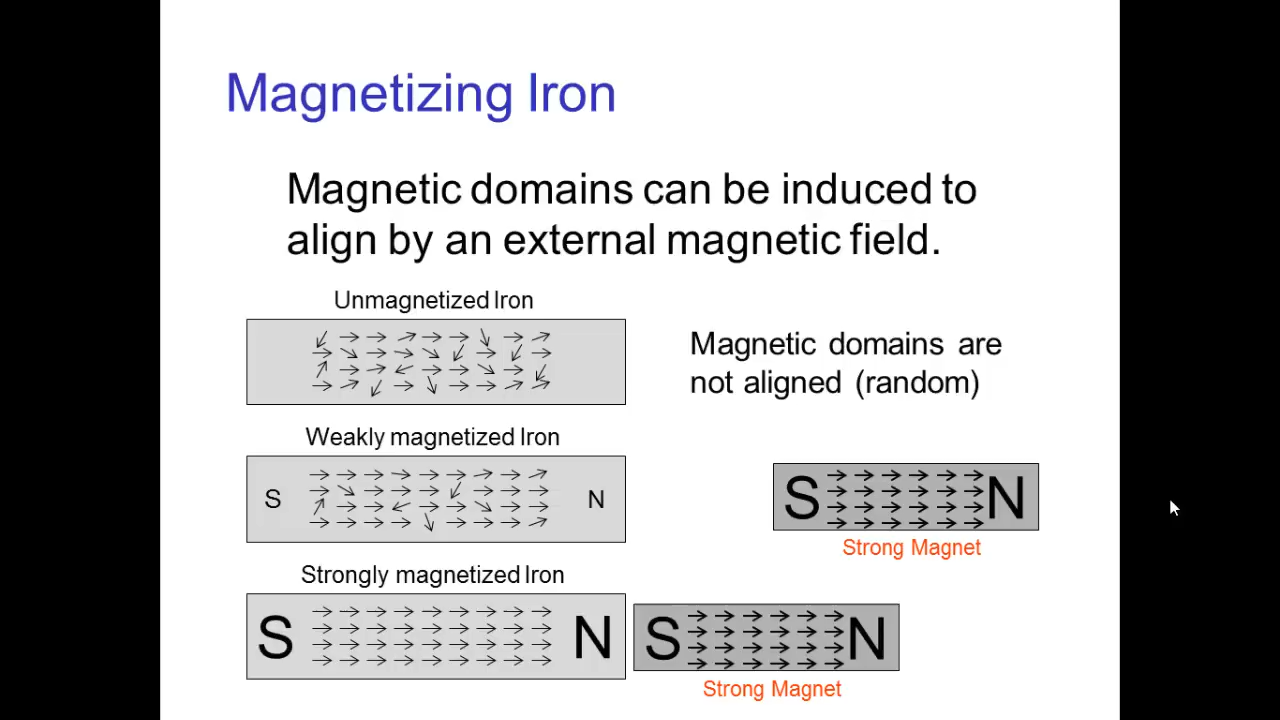 Magnetizing Iron
Magnetic domains can be induced to
align by an external magnetic field.
Unmagnetized Iron
Magnetic domains are
not aligned (random)
Weakly magnetized Iron
S N
S N
Strong Magnet
Strongly magnetized Iron
S N
S N
Strong Magnet